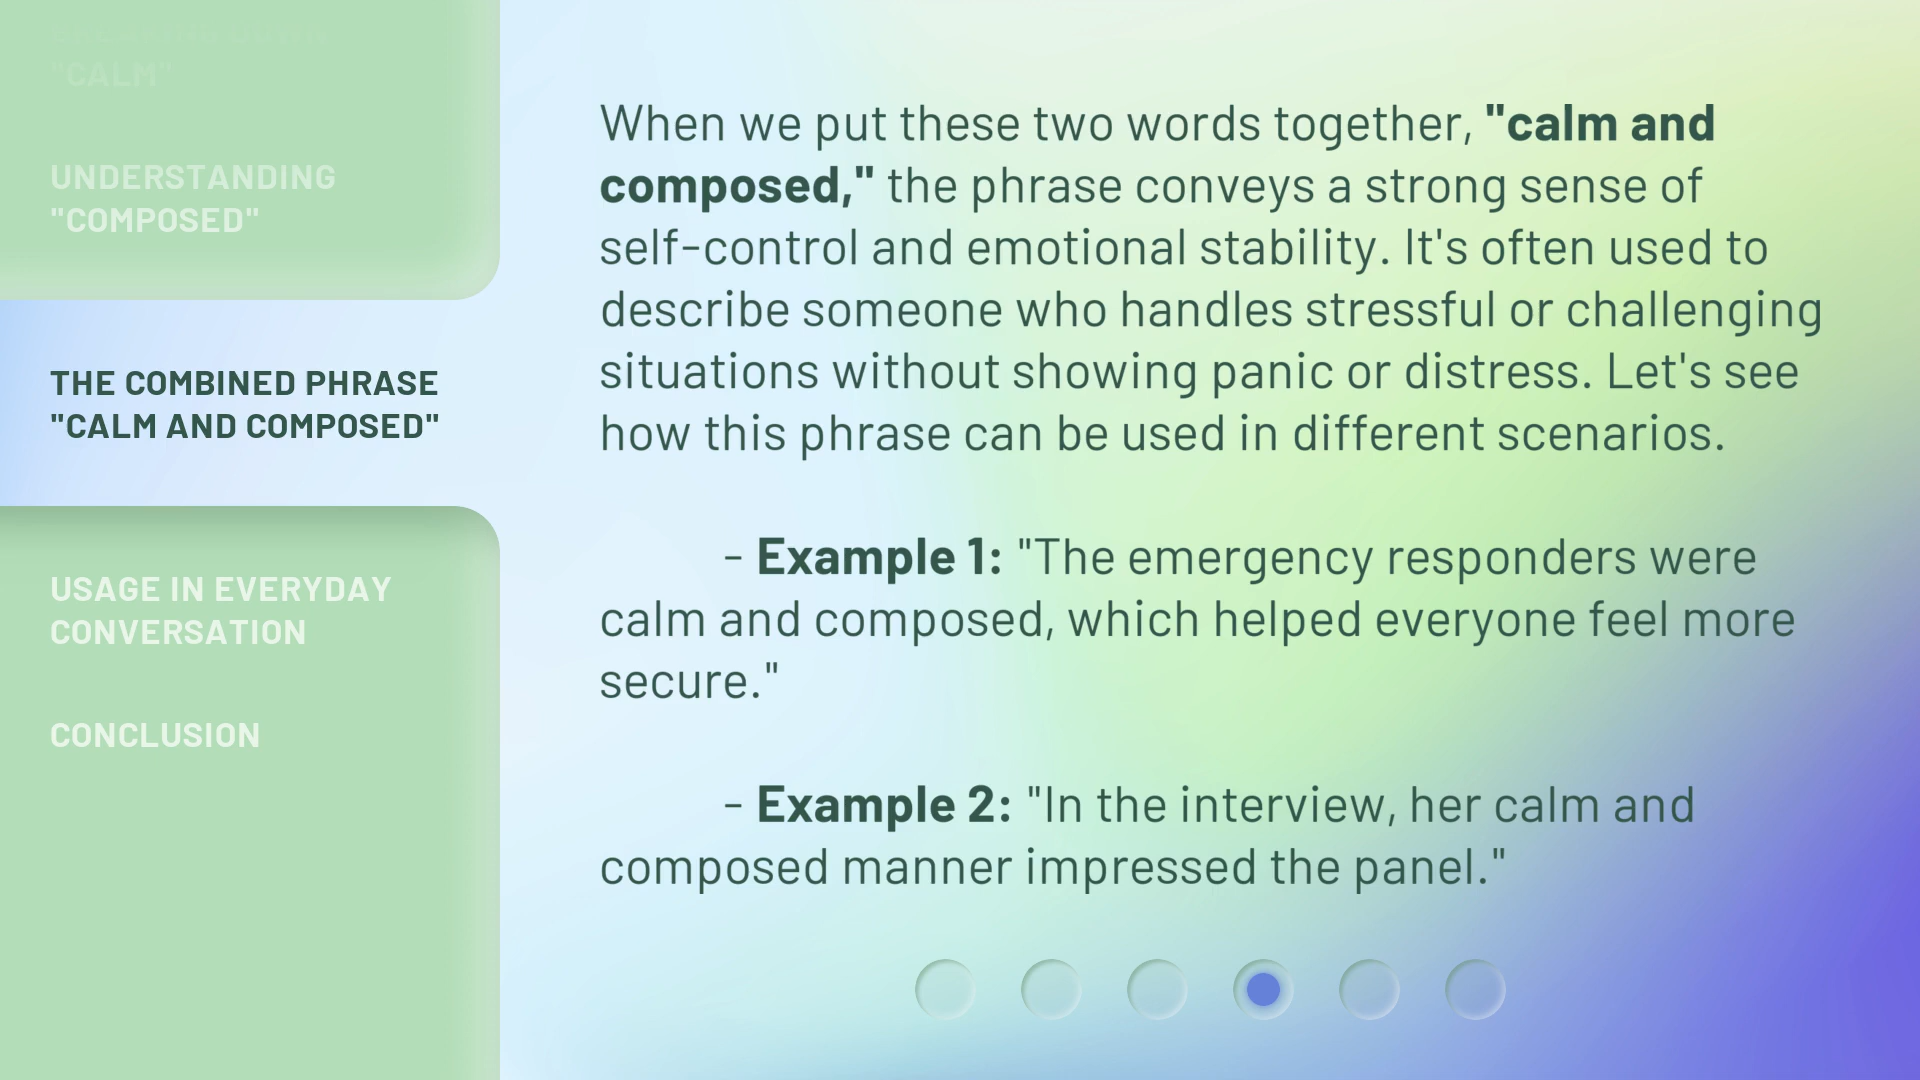 "CALM"
UNDERSTANDING
"COMPOSED"
THE COMBINED PHRASE
"CALM AND COMPOSED"
USAGE IN EVERYDAY
CONVERSATION
CONCLUSION
When we put these two words together, "calm and
composed," the phrase conveys a strong sense of
self-control and emotional stability. It's often used to
describe someone who handles stressful or challenging
situations without showing panic or distress. Let's see
how this phrase can be used in different scenarios.
- Example 1: "The emergency responders were
calm and composed, which helped everyone feel more
secure."
- Example 2: "In the interview, her calm and
composed manner impressed the panel."